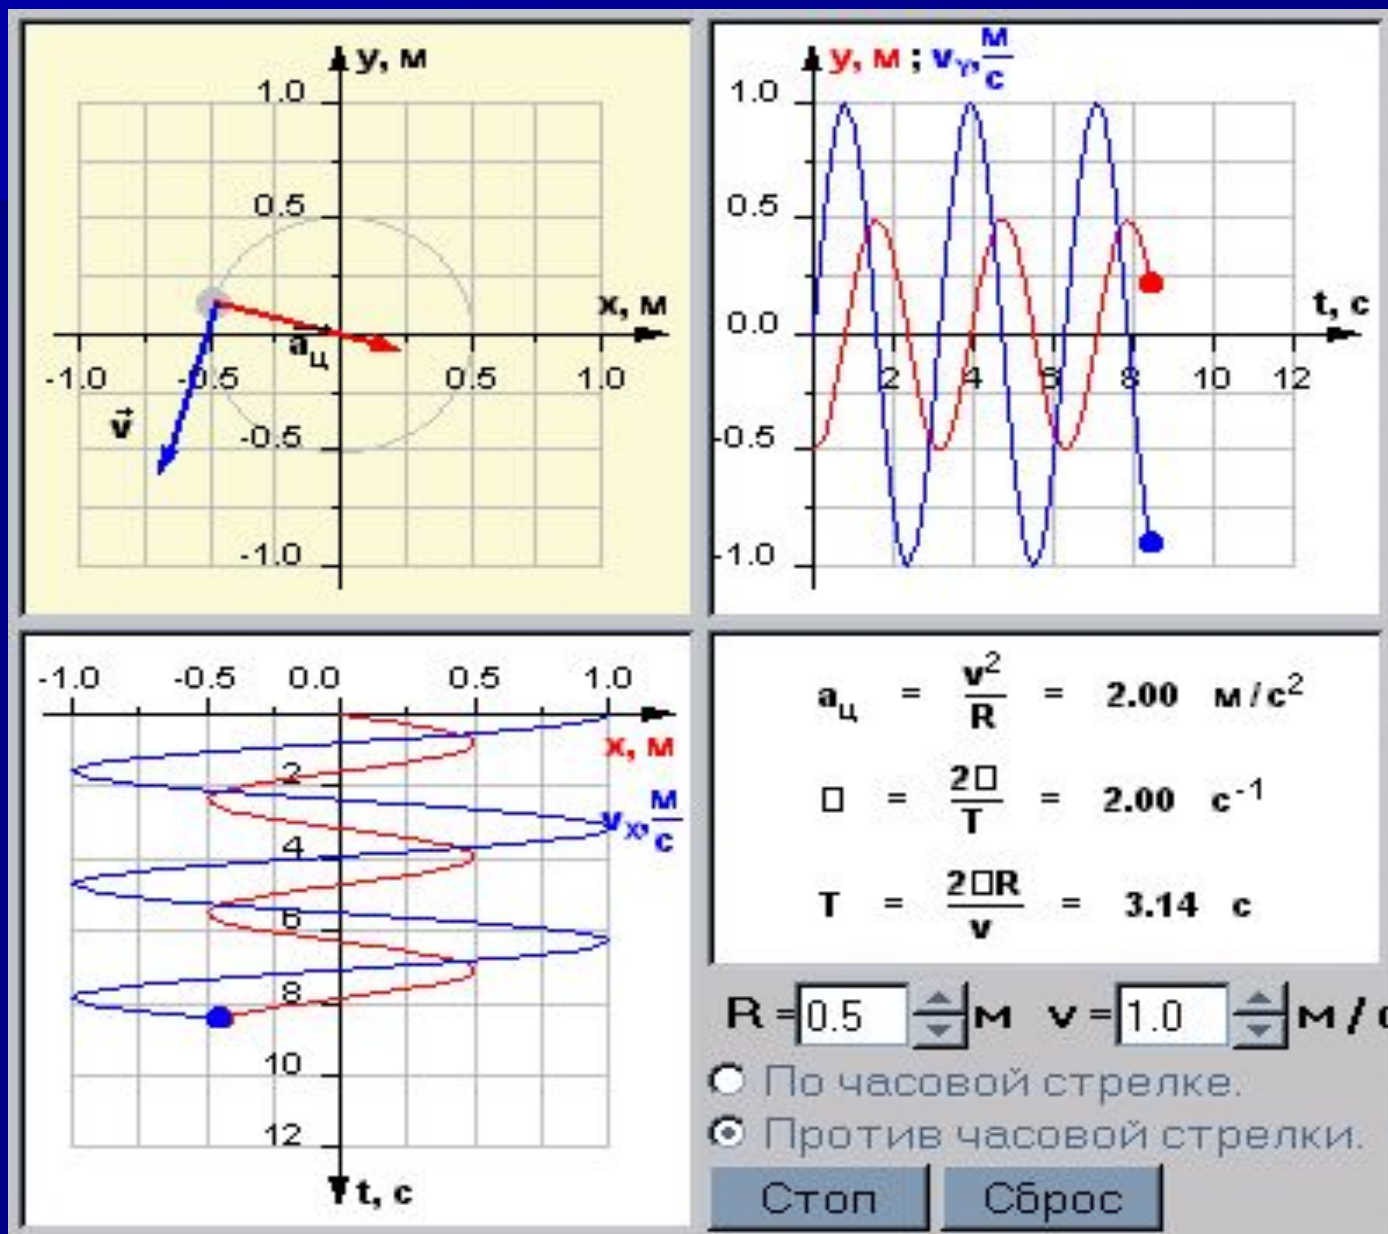 y, м
1.0
0.5
x, м
-1.0 -0.5 0.5 1.0
aц
v
-0.5
-1.0
y, м ; vY, м/с
1.0
0.5
0.0
t, с
2 4 6 8 10 12
-0.5
-1.0
-1.0 -0.5 0.0 0.5 1.0
x, м
2
vX, м/с
4
6
8
10
12
t, с
aц = v²/R = 2.00 м/с²
□ = 2□/T = 2.00 с⁻¹
T = 2□R/v = 3.14 с
R = 0.5 м v = 1.0 м/с
По часовой стрелке.
Против часовой стрелки.
Стоп Сброс